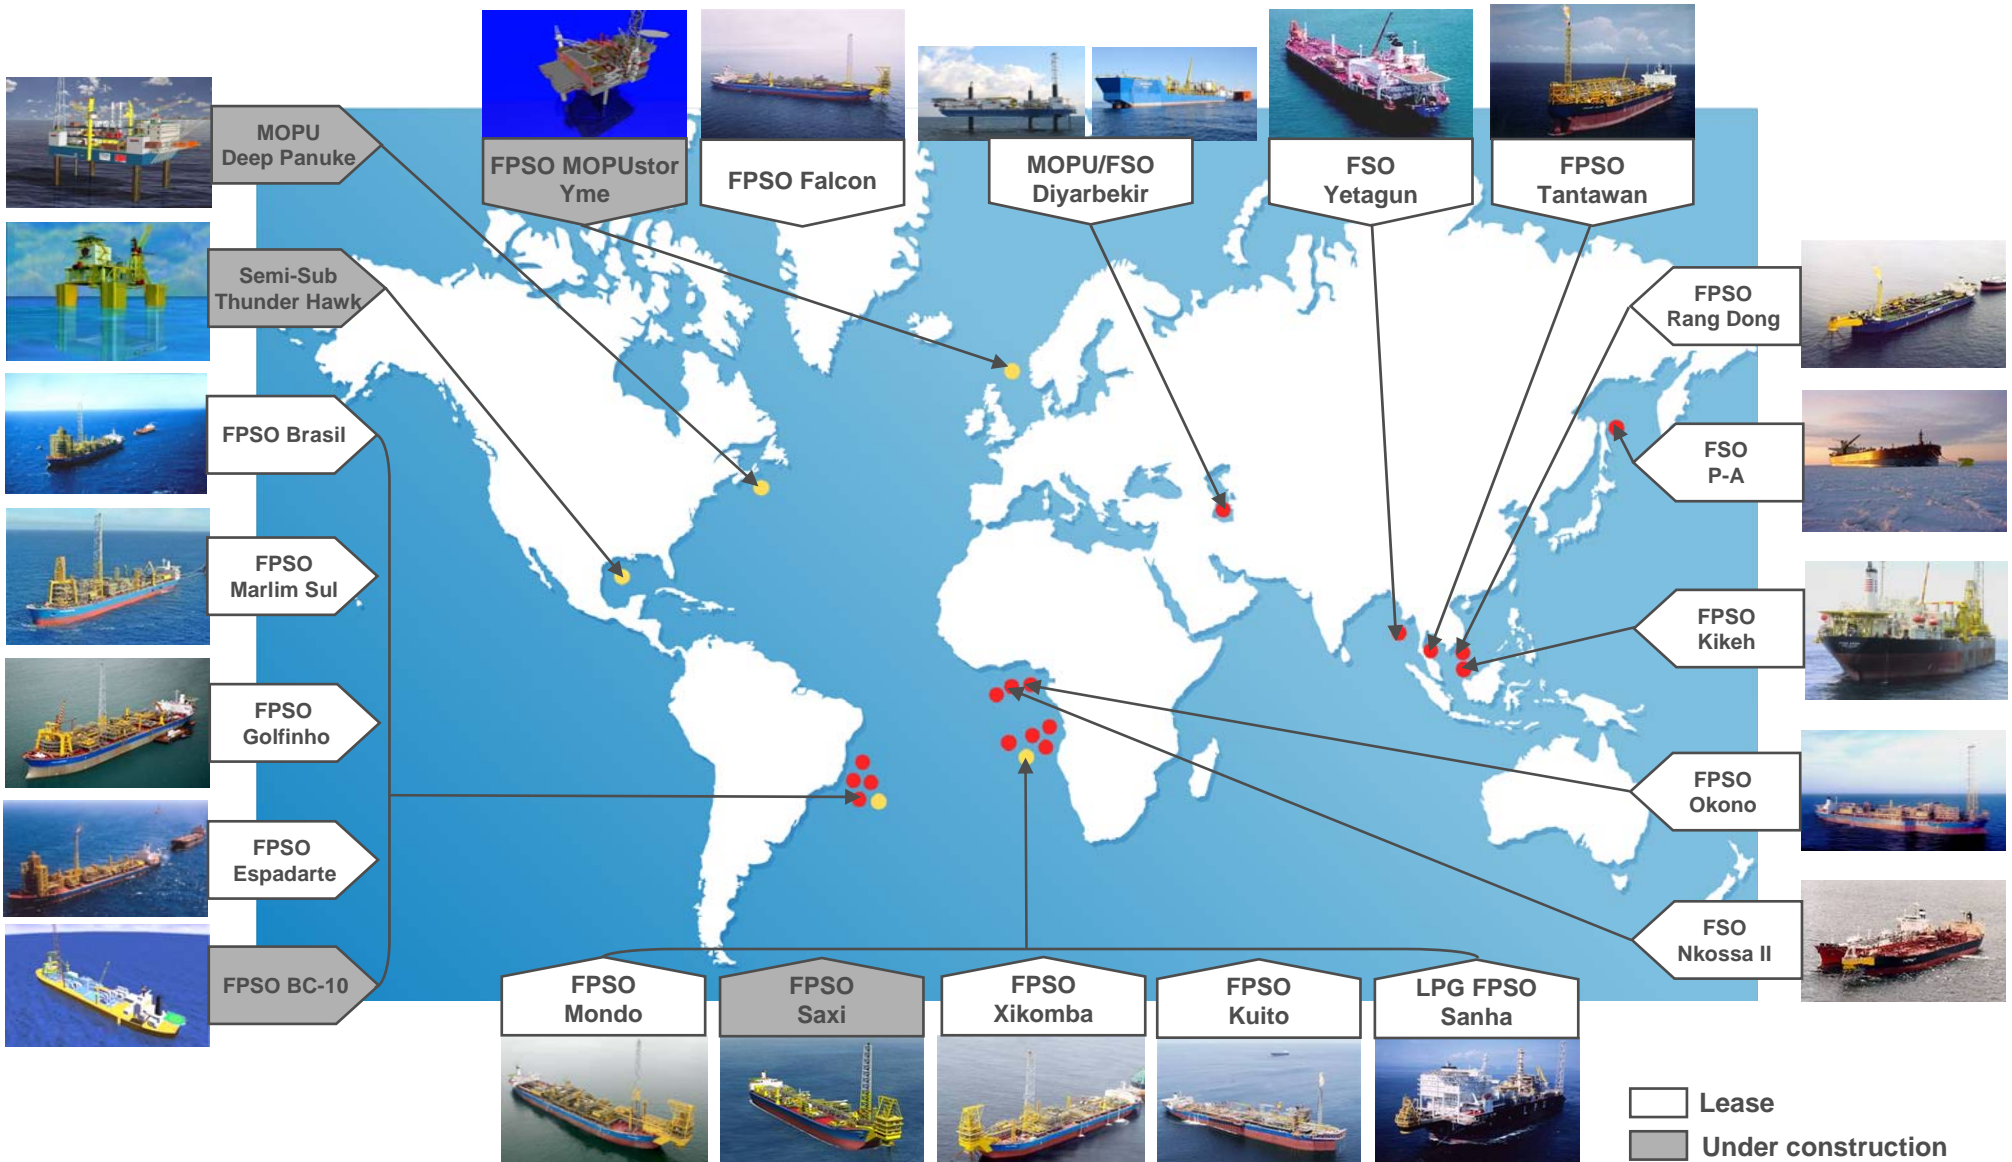 MOPU
Deep Panuke
FPSO MOPUstor
Yme
FPSO Falcon
MOPU/FSO
Diyarbekir
FSO
Yetagun
FPSO
Tantawan
Semi-Sub
Thunder Hawk
FPSO Brasil
FPSO
Marlim Sul
FPSO
Golfinho
FPSO
Espadarte
FPSO BC-10
FPSO
Rang Dong
FSO
P-A
FPSO
Kikeh
FPSO
Okono
FSO
Nkossa II
FPSO
Mondo
FPSO
Saxi
FPSO
Xikomba
FPSO
Kuito
LPG FPSO
Sanha
Lease
Under construction